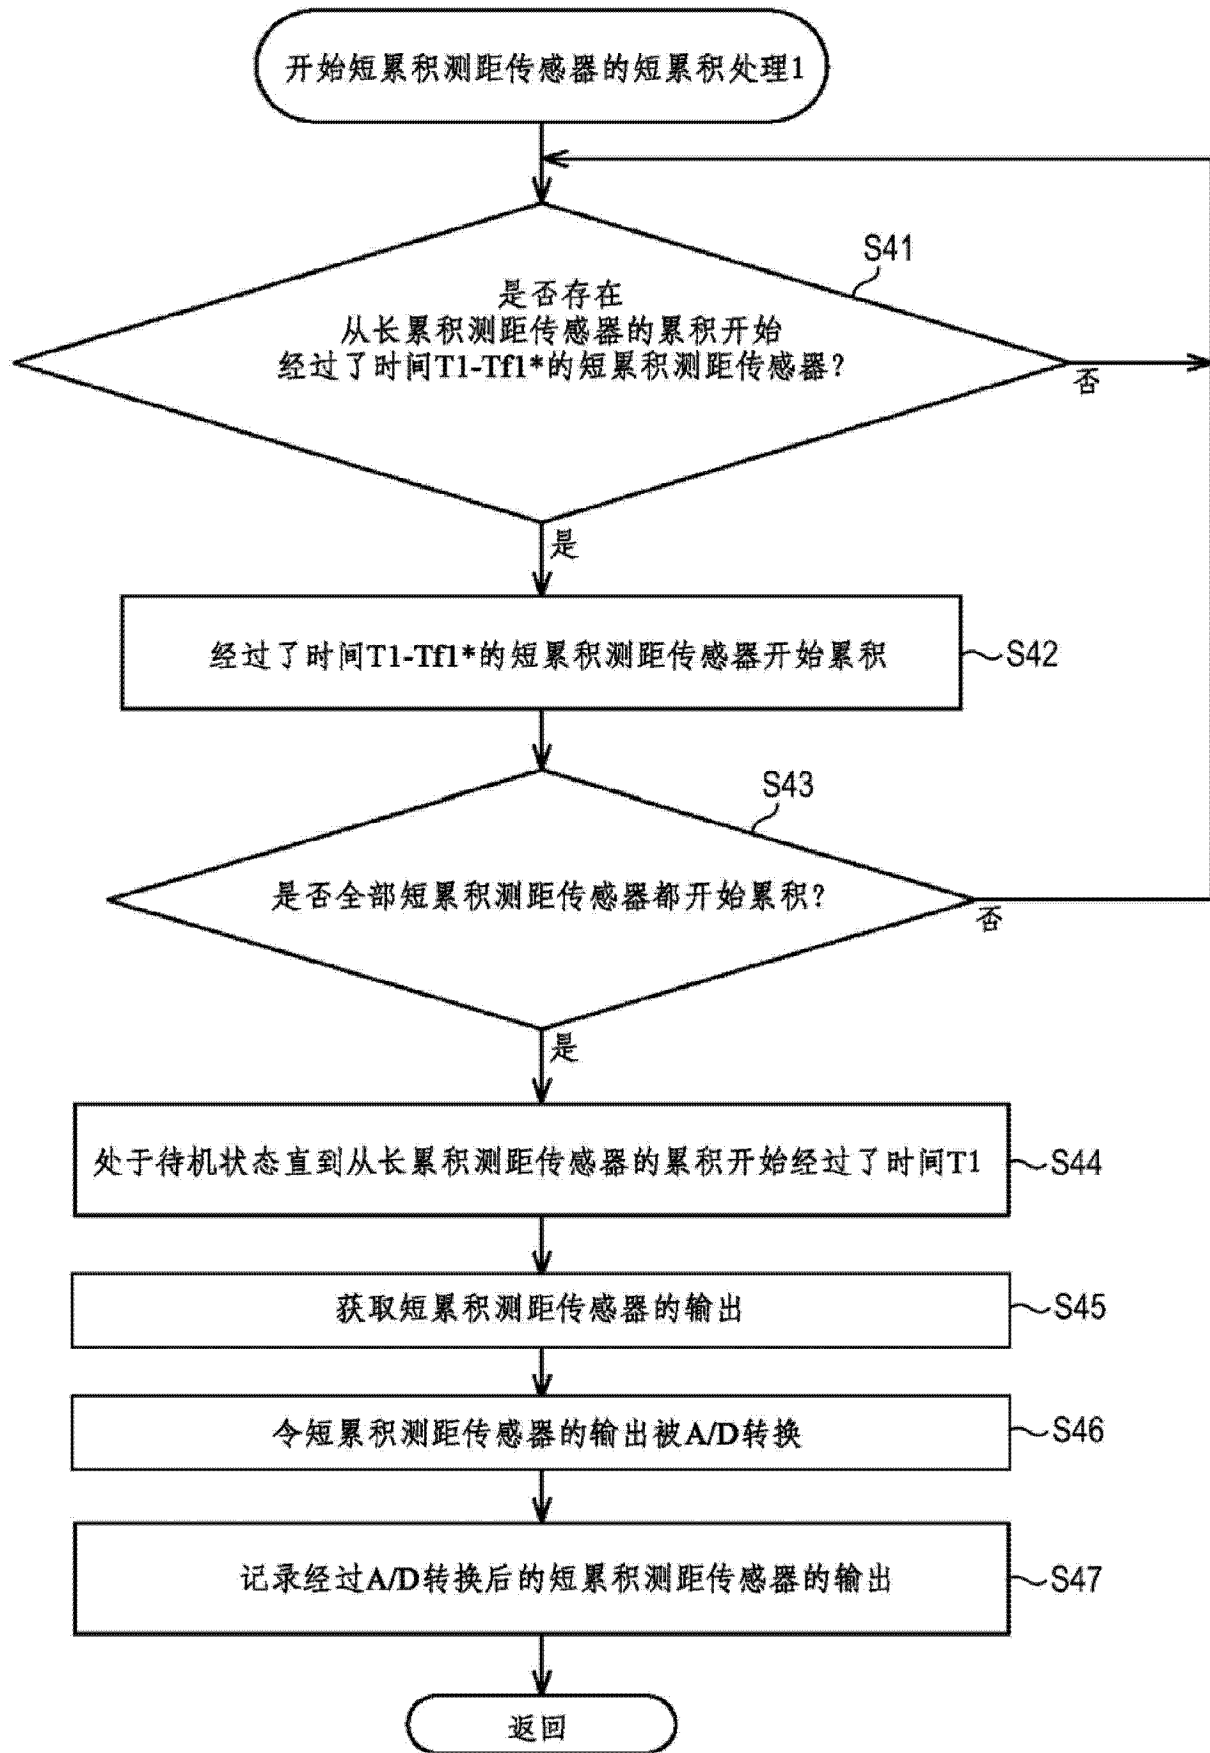 开始短累积测距传感器的短累积处理1
S41
是否存在
从长累积测距传感器的累积开始
经过了时间T1-Tf1*的短累积测距传感器?
否
是
经过了时间T1-Tf1*的短累积测距传感器开始累积
S42
S43
是否全部短累积测距传感器都开始累积?
否
是
处于待机状态直到从长累积测距传感器的累积开始经过了时间T1
S44
获取短累积测距传感器的输出
S45
令短累积测距传感器的输出被A/D转换
S46
记录经过A/D转换后的短累积测距传感器的输出
S47
返回